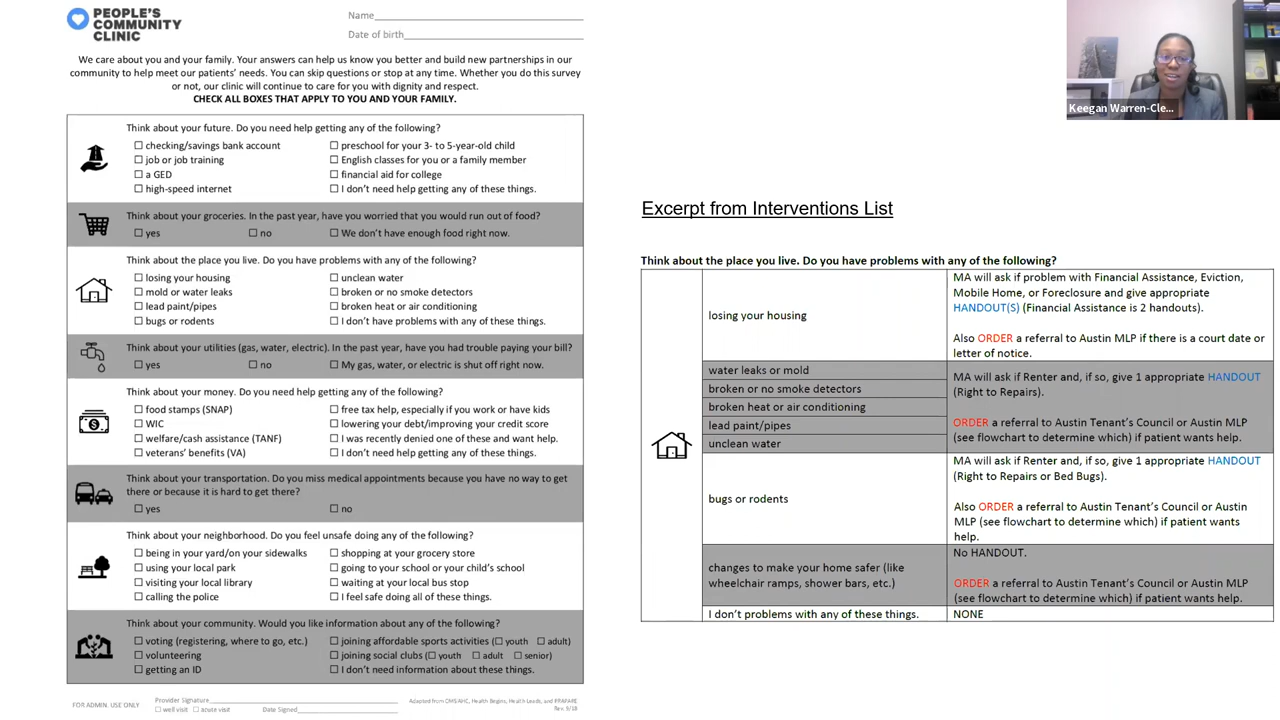 PEOPLE'S
COMMUNITY
CLINIC
Name
Date of birth
We care about you and your family. Your answers can help us know you better and build new partnerships in our
community to help meet our patients' needs. You can skip questions or stop at any time. Whether you do this survey
or not, our clinic will continue to care for you with dignity and respect.
CHECK ALL BOXES THAT APPLY TO YOU AND YOUR FAMILY.
Think about your future. Do you need help getting any of the following?
☐ checking/savings bank account ☐ preschool for your 3- to 5-year-old child
☐ job or job training ☐ English classes for you or a family member
☐ a GED ☐ financial aid for college
☐ high-speed internet ☐ I don't need help getting any of these things.
Think about your groceries. In the past year, have you worried that you would run out of food?
☐ yes ☐ no ☐ We don't have enough food right now.
Think about the place you live. Do you have problems with any of the following?
☐ losing your housing ☐ unclean water
☐ mold or water leaks ☐ broken or no smoke detectors
☐ lead paint/pipes ☐ broken heat or air conditioning
☐ bugs or rodents ☐ I don't have problems with any of these things.
Think about your utilities (gas, water, electric). In the past year, have you had trouble paying your bill?
☐ yes ☐ no ☐ My gas, water, or electric is shut off right now.
Think about your money. Do you need help getting any of the following?
☐ food stamps (SNAP) ☐ free tax help, especially if you work or have kids
☐ WIC ☐ lowering your debt/improving your credit score
☐ welfare/cash assistance (TANF) ☐ I was recently denied one of these and want help.
☐ veterans' benefits (VA) ☐ I don't need help getting any of these things.
Think about your transportation. Do you miss medical appointments because you have no way to get
there or because it is hard to get there?
☐ yes ☐ no
Think about your neighborhood. Do you feel unsafe doing any of the following?
☐ being in your yard/on your sidewalks ☐ shopping at your grocery store
☐ using your local park ☐ going to your school or your child's school
☐ visiting your local library ☐ waiting at your local bus stop
☐ calling the police ☐ I feel safe doing all of these things.
Think about your community. Would you like information about any of the following?
☐ voting (registering, where to go, etc.) ☐ joining affordable sports activities (☐ youth ☐ adult)
☐ volunteering ☐ joining social clubs (☐ youth ☐ adult ☐ senior)
☐ getting an ID ☐ I don't need information about these things.
FOR ADMIN. USE ONLY
Provider Signature
☐ well visit ☐ acute visit Date Signed
Adapted from CMS-AHC, Health Begins, Health Leads, and PRAPARE
Rev. 9/18
Keegan Warren-Cle...
Excerpt from Interventions List
Think about the place you live. Do you have problems with any of the following?
losing your housing
MA will ask if problem with Financial Assistance, Eviction,
Mobile Home, or Foreclosure and give appropriate
HANDOUT(S) (Financial Assistance is 2 handouts).
Also ORDER a referral to Austin MLP if there is a court date or
letter of notice.
water leaks or mold
broken or no smoke detectors
broken heat or air conditioning
lead paint/pipes
unclean water
MA will ask if Renter and, if so, give 1 appropriate HANDOUT
(Right to Repairs).
ORDER a referral to Austin Tenant's Council or Austin MLP
(see flowchart to determine which) if patient wants help.
bugs or rodents
MA will ask if Renter and, if so, give 1 appropriate HANDOUT
(Right to Repairs or Bed Bugs).
Also ORDER a referral to Austin Tenant's Council or Austin
MLP (see flowchart to determine which) if patient wants
help.
changes to make your home safer (like
wheelchair ramps, shower bars, etc.)
No HANDOUT.
ORDER a referral to Austin Tenant's Council or Austin MLP
(see flowchart to determine which) if patient wants help.
I don't problems with any of these things.
NONE